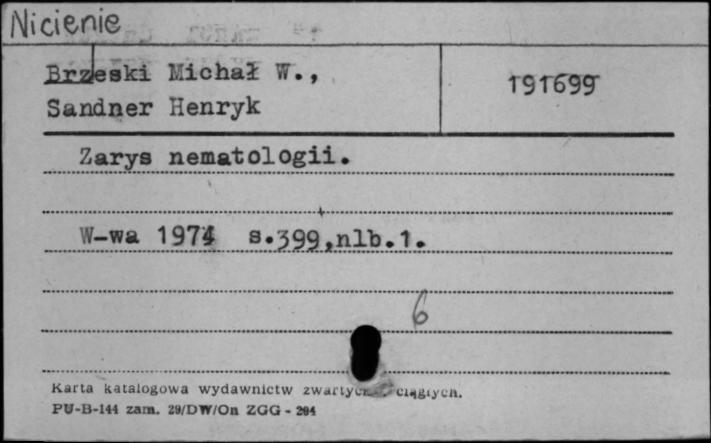 Nicienie
Brzeski Michał W.,
Sandner Henryk
191699
Zarys nematologii.
W-wa 1974 s.399,nlb.1.
6
Karta katalogowa wydawnictw zwartych ciągłych.
PU-B-144 zam. 29/DW/On ZGG - 294